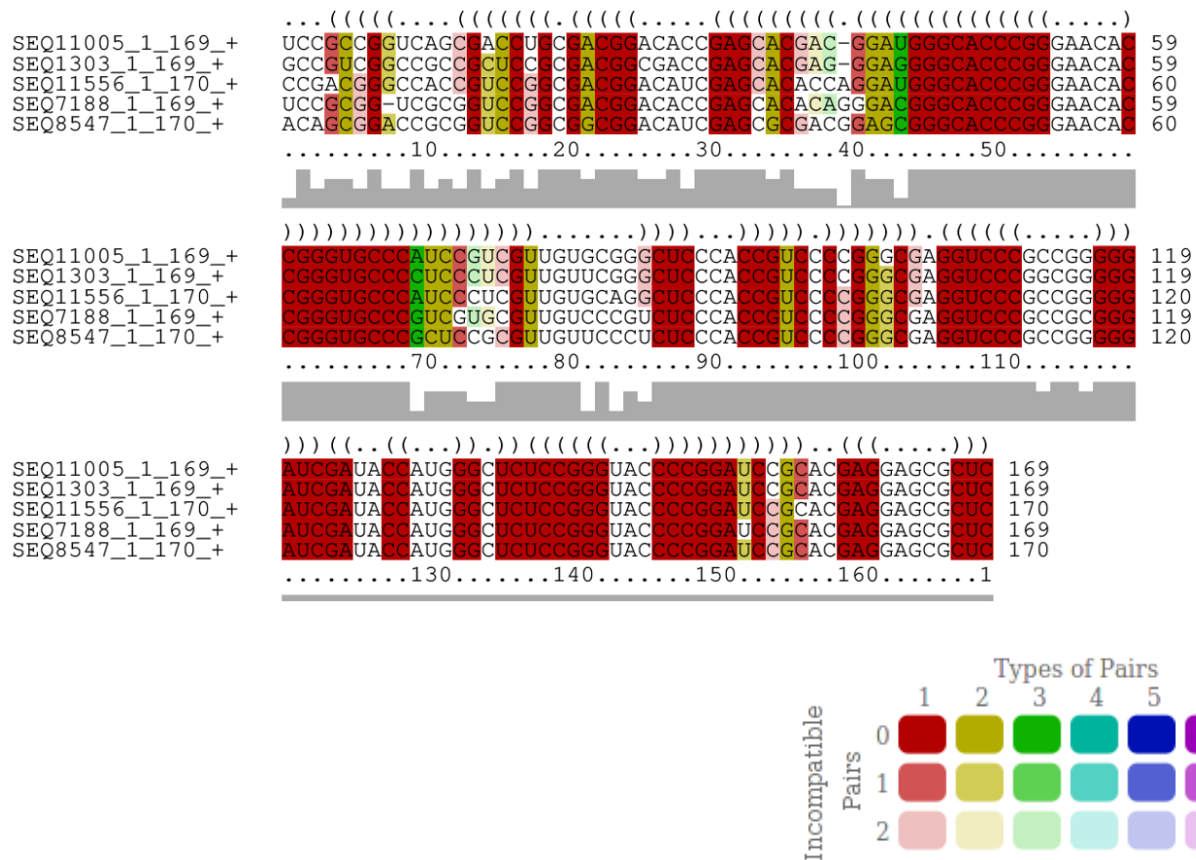 ...(((((....(((((((.(((((.....(((((((((.((((((((((((((.....)
SEQ11005_1_169_+ UCCGCCGGUCAGCGACCUGCGACGGACACCGAGCACGAC-GGAUGGGCACCCGGGAACAC 59
SEQ1303_1_169_+ GCCGUCGGCCGCCGCUCCGCGACGGCGACCGAGCACGAG-GGAGGGGCACCCGGGAACAC 59
SEQ11556_1_170_+ CCGACGGGCCACCGUCCGGCGACGGACAUCGAGCACACCAGGAUGGGCACCCGGGAACAC 60
SEQ7188_1_169_+ UCCGCGG-UCGCGGUCCGGCGACGGACACCGAGCACACAGGGACGGGCACCCGGGAACAC 59
SEQ8547_1_170_+ ACAGCGGACCGCGGUCCGGCGGCGGACAUCGAGCGCGACGGAGCGGGCACCCGGGAACAC 60
.........10........20........30........40........50.........
)))))))))))))))))).......))))...))))).))))))).((((((.....)))
SEQ11005_1_169_+ CGGGUGCCCAUCCGUCGUUGUGCGGGCUCCCACCGUCCCCGGGCGAGGUCCCGCCGGGGG 119
SEQ1303_1_169_+ CGGGUGCCCCUCCCUCGUUGUUCGGGCUCCCACCGUCCCCGGGCGAGGUCCCGGCGGGGG 119
SEQ11556_1_170_+ CGGGUGCCCAUCCCUCGUUGUGCAGGCUCCCACCGUCCCCGGGCGAGGUCCCGCCGGGGG 120
SEQ7188_1_169_+ CGGGUGCCCGUCGUGCGUUGUCCCGUCUCCCACCGUCCCCGGGCGAGGUCCCGCCGCGGG 119
SEQ8547_1_170_+ CGGGUGCCCGCUCCGCGUUGUUCCCUCUCCCACCGUCCCCGGGCGAGGUCCCGCCGGGGG 120
.........70........80........90........100.......110.........
)))((..((...)).))((((((...)))))))))))..(((.....)))
SEQ11005_1_169_+ AUCGAUACCAUGGGCUCUCCGGGUACCCCGGAUCCGCACGAGGAGCGCUC 169
SEQ1303_1_169_+ AUCGAUACCAUGGGCUCUCCGGGUACCCCGGAUCCGCACGAGGAGCGCUC 169
SEQ11556_1_170_+ AUCGAUACCAUGGGCUCUCCGGGUACCCCGGAUCCGCACGAGGAGCGCUC 170
SEQ7188_1_169_+ AUCGAUACCAUGGGCUCUCCGGGUACCCCGGAUCCGCACGAGGAGCGCUC 169
SEQ8547_1_170_+ AUCGAUACCAUGGGCUCUCCGGGUACCCCGGAUCCGCACGAGGAGCGCUC 170
.........130.......140.......150.......160.......1
Types of Pairs
1 2 3 4 5
Incompatible
Pairs
0
1
2